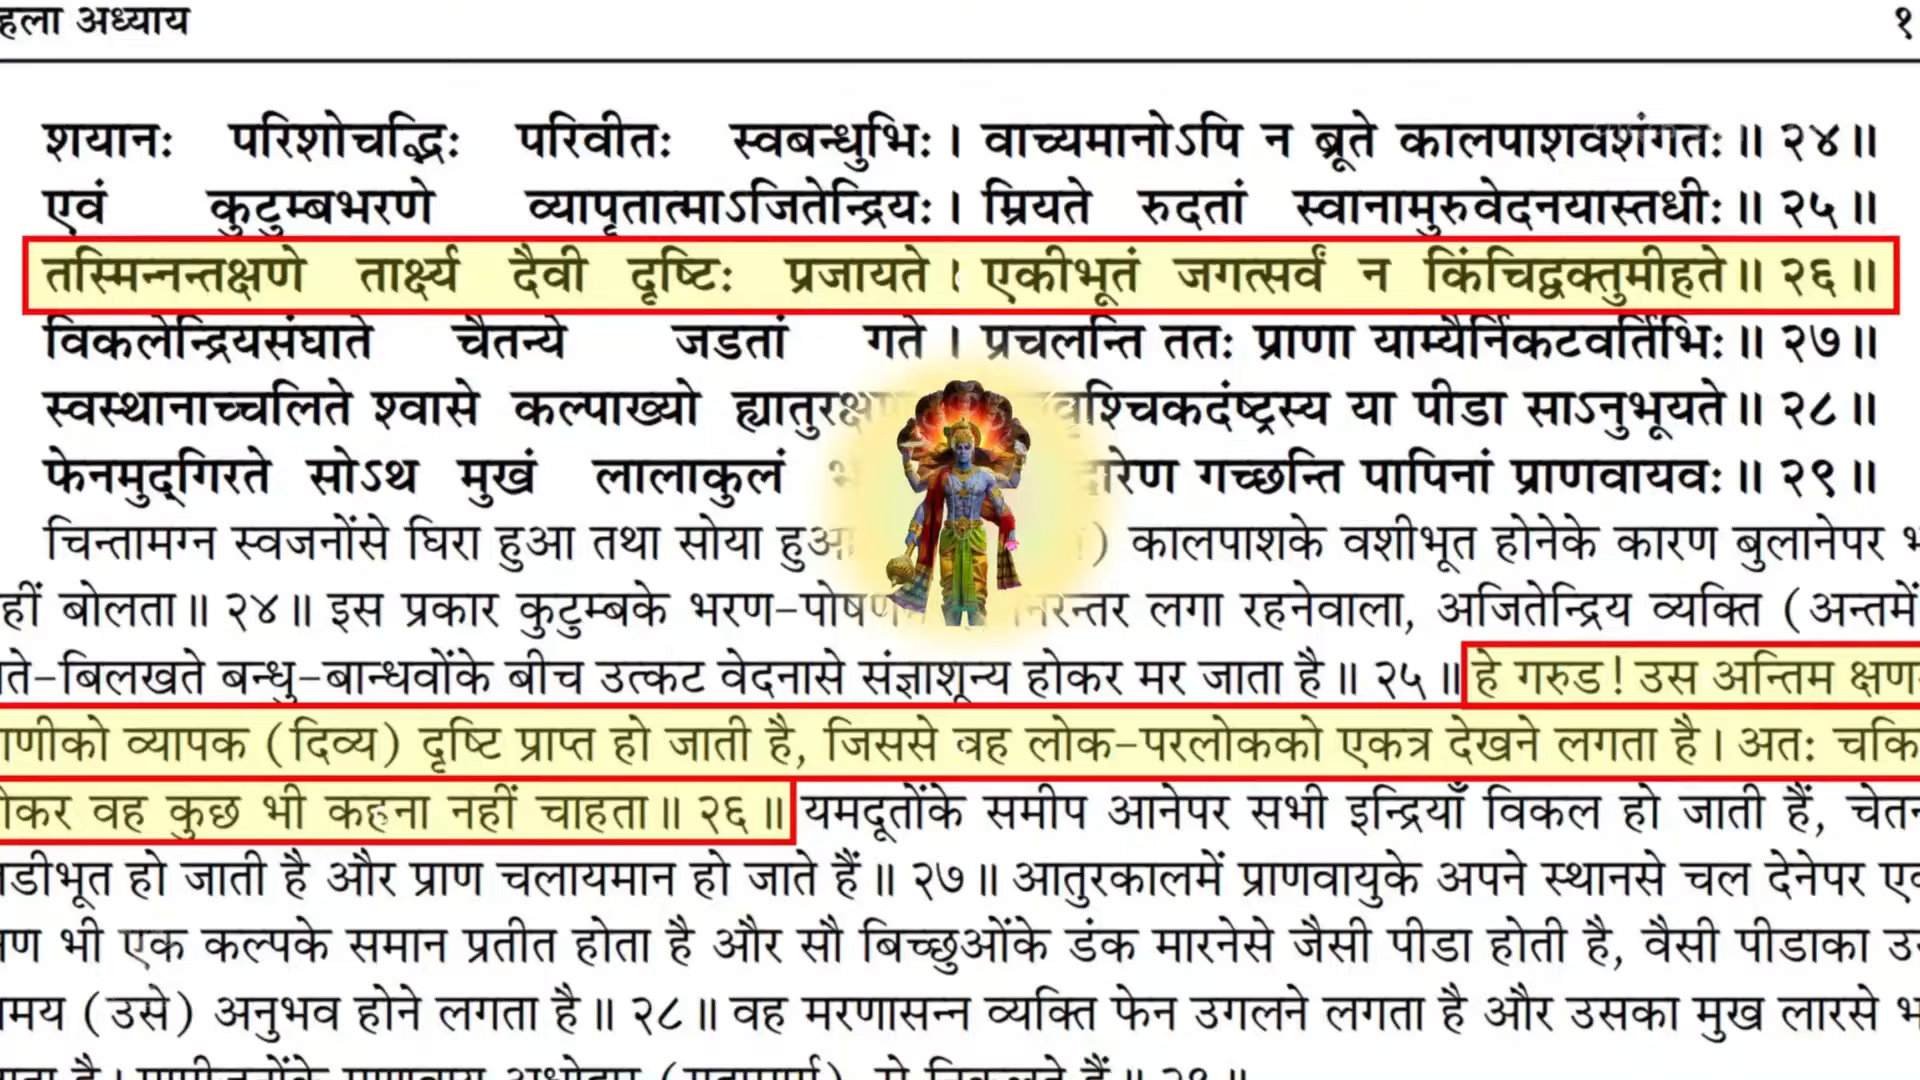 हला अध्याय १
शयानः परिशोचद्भिः परिवीतः स्वबन्धुभिः। वाच्यमानोऽपि न ब्रूते कालपाशवशंगतः॥ २४॥
एवं कुटुम्बभरणे व्यापृतात्माऽजितेन्द्रियः। म्रियते रुदतां स्वानामुरुवेदनयास्तधीः॥ २५॥
तस्मिन्नन्तक्षणे तार्क्ष्य दैवी दृष्टिः प्रजायते। एकीभूतं जगत्सर्वं न किंचिद्वक्तुमीहते॥ २६॥
विकलेन्द्रियसंघाते चैतन्ये जडतां गते। प्रचलन्ति ततः प्राणा याम्यैर्निकटवर्तिभिः॥ २७॥
स्वस्थानाच्चलिते श्वासे कल्पाख्यो ह्यातुरक्ष श्चिकदंष्ट्रस्य या पीडा साऽनुभूयते॥ २८॥
फेनमुद्गिरते सोऽथ मुखं लालाकुलं द्वारेण गच्छन्ति पापिनां प्राणवायवः॥ २९॥
चिन्तामग्न स्वजनोंसे घिरा हुआ तथा सोया हुआ ) कालपाशके वशीभूत होनेके कारण बुलानेपर भ
हीं बोलता॥ २४॥ इस प्रकार कुटुम्बके भरण-पोषण निरन्तर लगा रहनेवाला, अजितेन्द्रिय व्यक्ति (अन्तमें
ते-बिलखते बन्धु-बान्धवोंके बीच उत्कट वेदनासे संज्ञाशून्य होकर मर जाता है॥ २५॥ हे गरुड! उस अन्तिम क्षण
णीको व्यापक (दिव्य) दृष्टि प्राप्त हो जाती है, जिससे वह लोक-परलोकको एकत्र देखने लगता है। अतः चकि
कर वह कुछ भी कहना नहीं चाहता॥ २६॥ यमदूतोंके समीप आनेपर सभी इन्द्रियाँ विकल हो जाती हैं, चेतन
डीभूत हो जाती है और प्राण चलायमान हो जाते हैं॥ २७॥ आतुरकालमें प्राणवायुके अपने स्थानसे चल देनेपर एक
षण भी एक कल्पके समान प्रतीत होता है और सौ बिच्छुओंके डंक मारनेसे जैसी पीडा होती है, वैसी पीडाका उ
मय (उसे) अनुभव होने लगता है॥ २८॥ वह मरणासन्न व्यक्ति फेन उगलने लगता है और उसका मुख लारसे भ